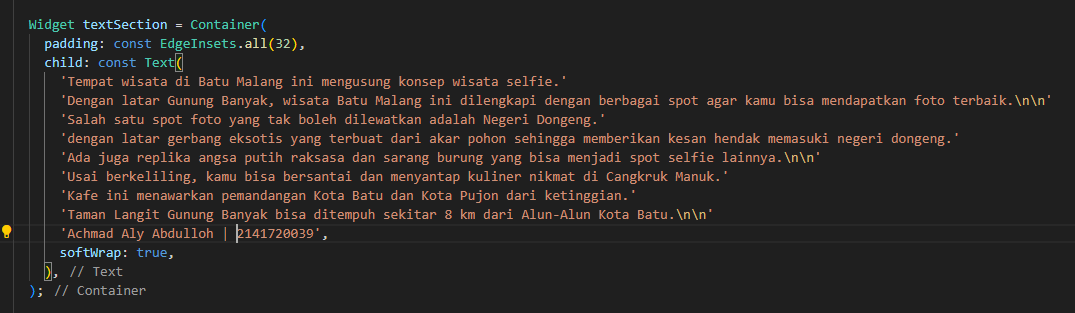 Widget textSection = Container(
  padding: const EdgeInsets.all(32),
  child: const Text(
    'Tempat wisata di Batu Malang ini mengusung konsep wisata selfie.'
    'Dengan latar Gunung Banyak, wisata Batu Malang ini dilengkapi dengan berbagai spot agar kamu bisa mendapatkan foto terbaik.\n\n'
    'Salah satu spot foto yang tak boleh dilewatkan adalah Negeri Dongeng.'
    'dengan latar gerbang eksotis yang terbuat dari akar pohon sehingga memberikan kesan hendak memasuki negeri dongeng.'
    'Ada juga replika angsa putih raksasa dan sarang burung yang bisa menjadi spot selfie lainnya.\n\n'
    'Usai berkeliling, kamu bisa bersantai dan menyantap kuliner nikmat di Cangkruk Manuk.'
    'Kafe ini menawarkan pemandangan Kota Batu dan Kota Pujon dari ketinggian.'
    'Taman Langit Gunung Banyak bisa ditempuh sekitar 8 km dari Alun-Alun Kota Batu.\n\n'
    'Achmad Aly Abdulloh | 2141720039',
    softWrap: true,
  ), // Text
); // Container